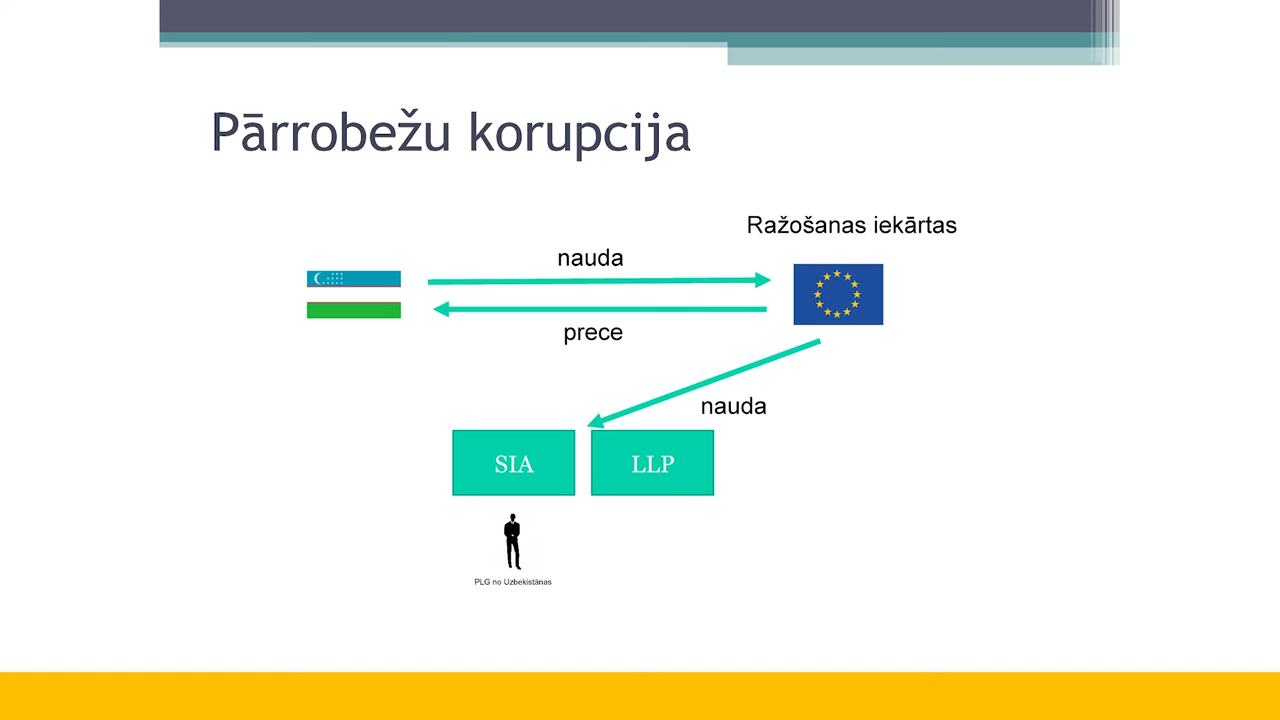 Pārrobežu korupcija
Ražošanas iekārtas
nauda
prece
nauda
SIA
LLP
PLG no Uzbekistānas